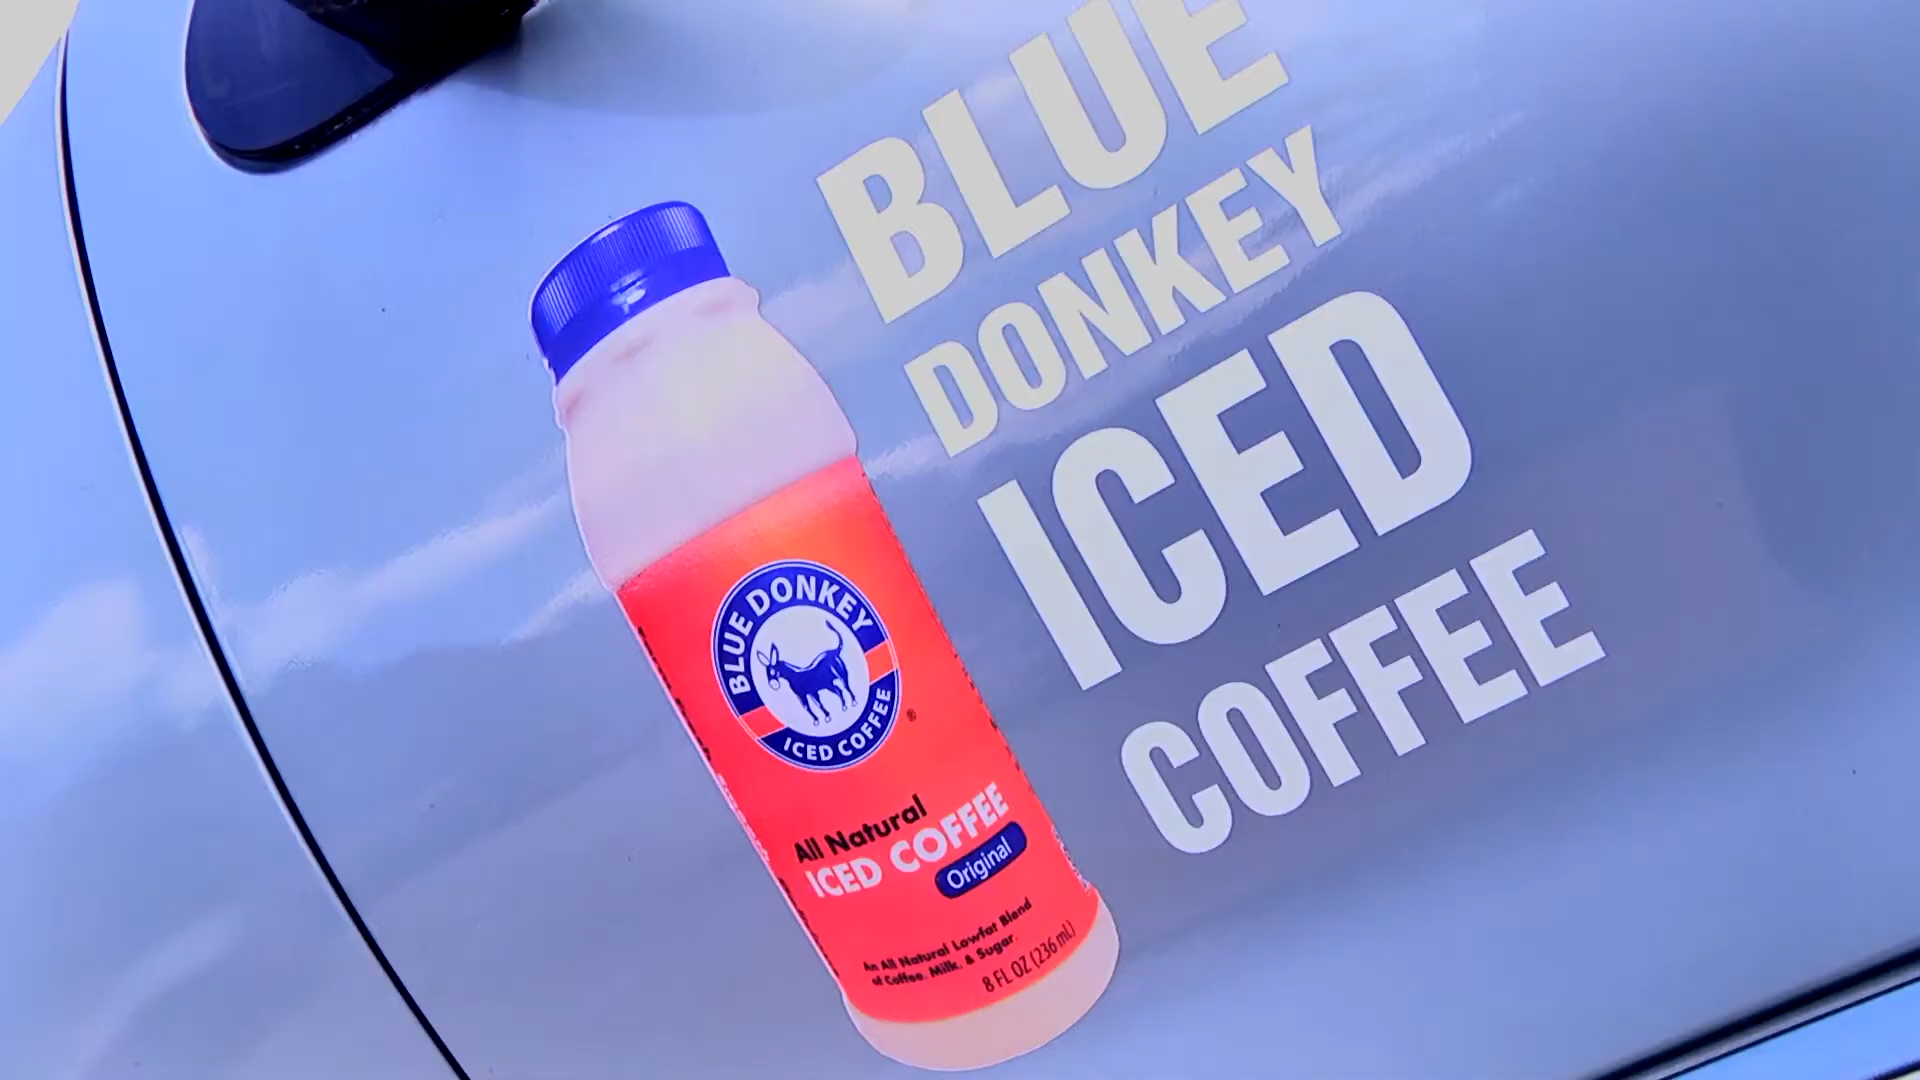 BLUE
DONKEY
ICED
COFFEE
BLUE DONKEY
ICED COFFEE
®
All Natural
ICED COFFEE
Original
An All Natural Lowfat Blend
of Coffee, Milk, & Sugar.
8 FL OZ (236 mL)